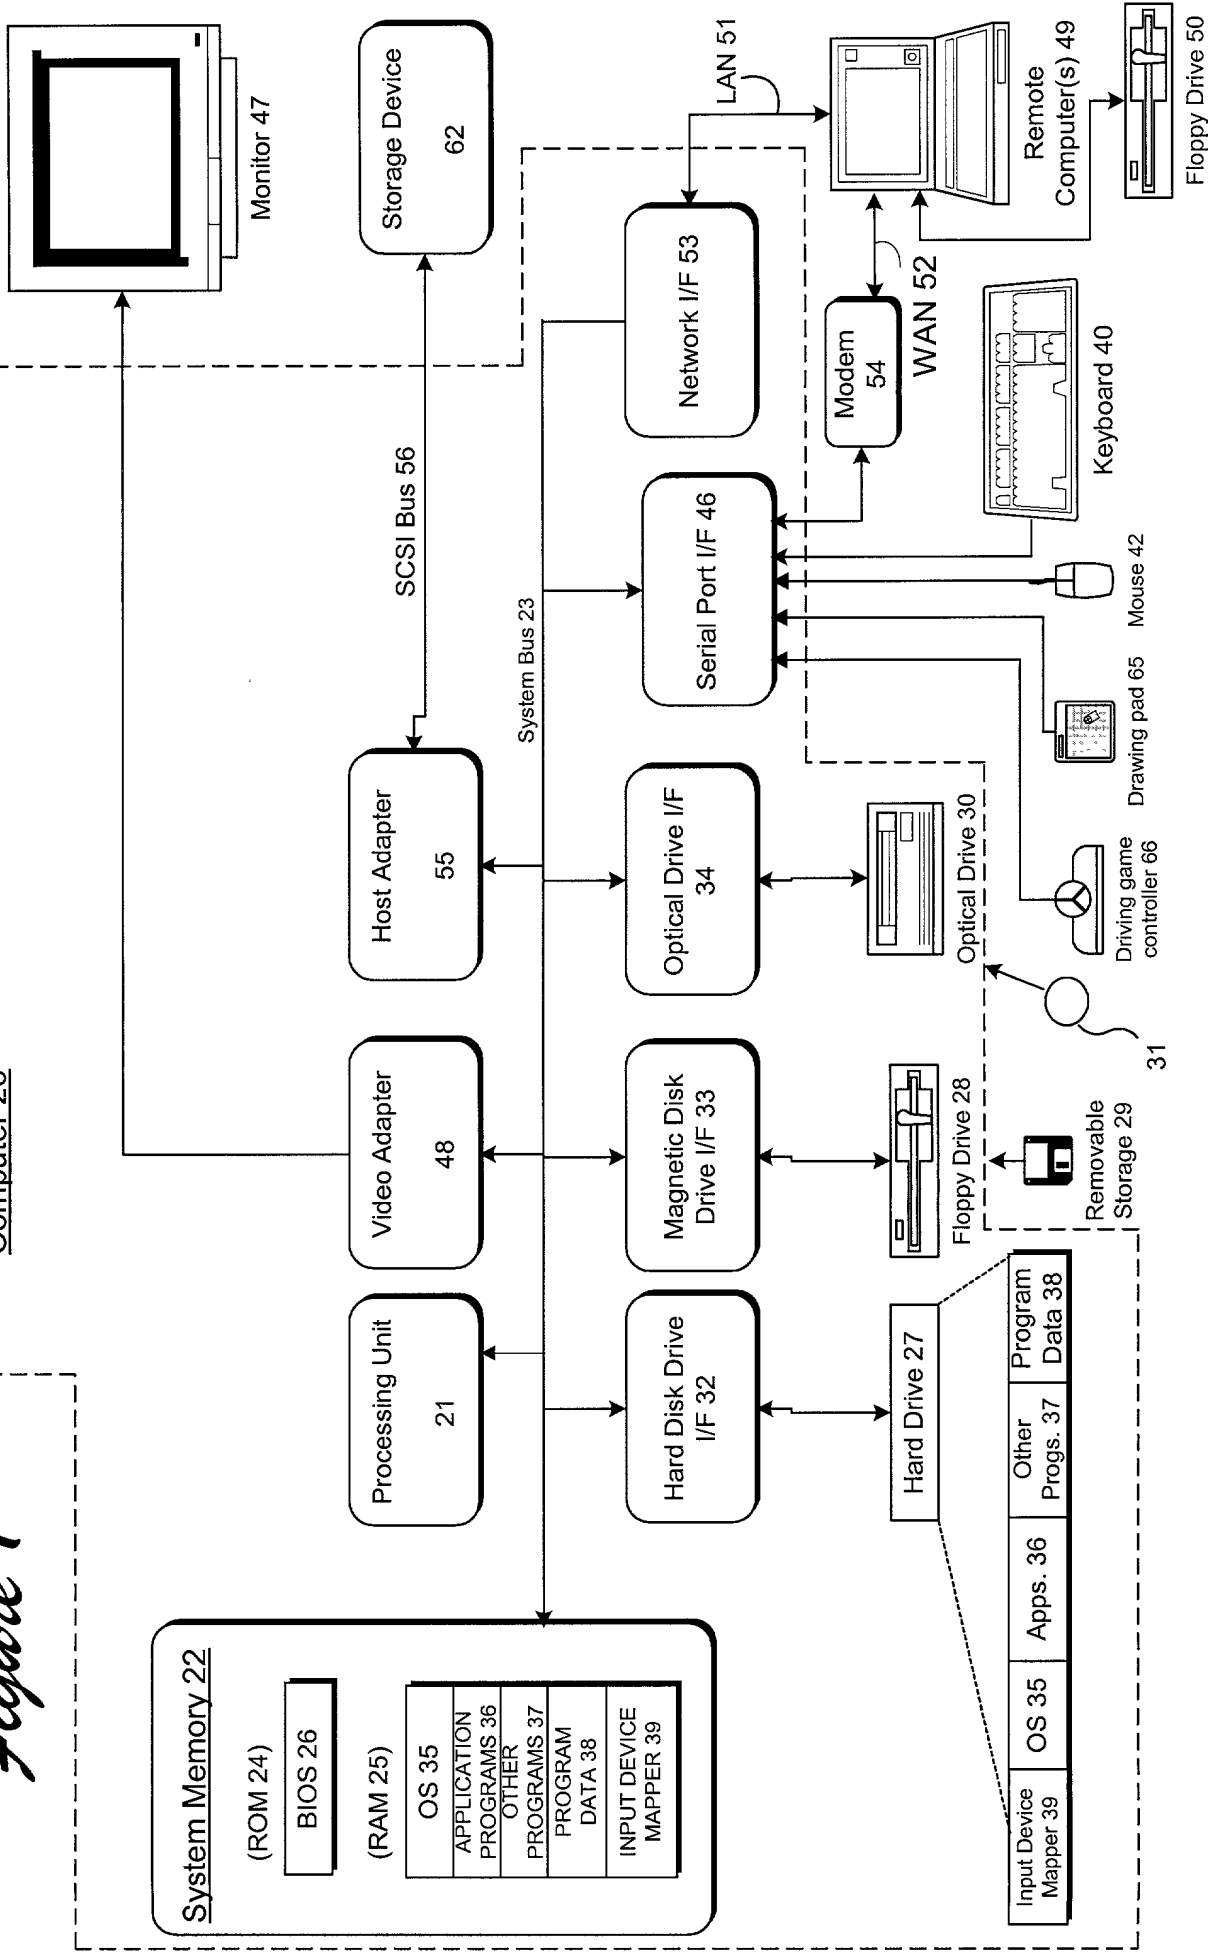 Figure 1
Computer 20
System Memory 22
(ROM 24)
BIOS 26
(RAM 25)
OS 35
APPLICATION
PROGRAMS 36
OTHER
PROGRAMS 37
PROGRAM
DATA 38
INPUT DEVICE
MAPPER 39
Processing Unit
21
Video Adapter
48
Host Adapter
55
SCSI Bus 56
Storage Device
62
Monitor 47
System Bus 23
Hard Disk Drive
I/F 32
Magnetic Disk
Drive I/F 33
Optical Drive I/F
34
Serial Port I/F 46
Network I/F 53
LAN 51
Modem
54
WAN 52
Remote
Computer(s) 49
Floppy Drive 50
Hard Drive 27
Floppy Drive 28
Optical Drive 30
Keyboard 40
Mouse 42
Drawing pad 65
Driving game
controller 66
31
Removable
Storage 29
Input Device
Mapper 39
OS 35
Apps. 36
Other
Progs. 37
Program
Data 38